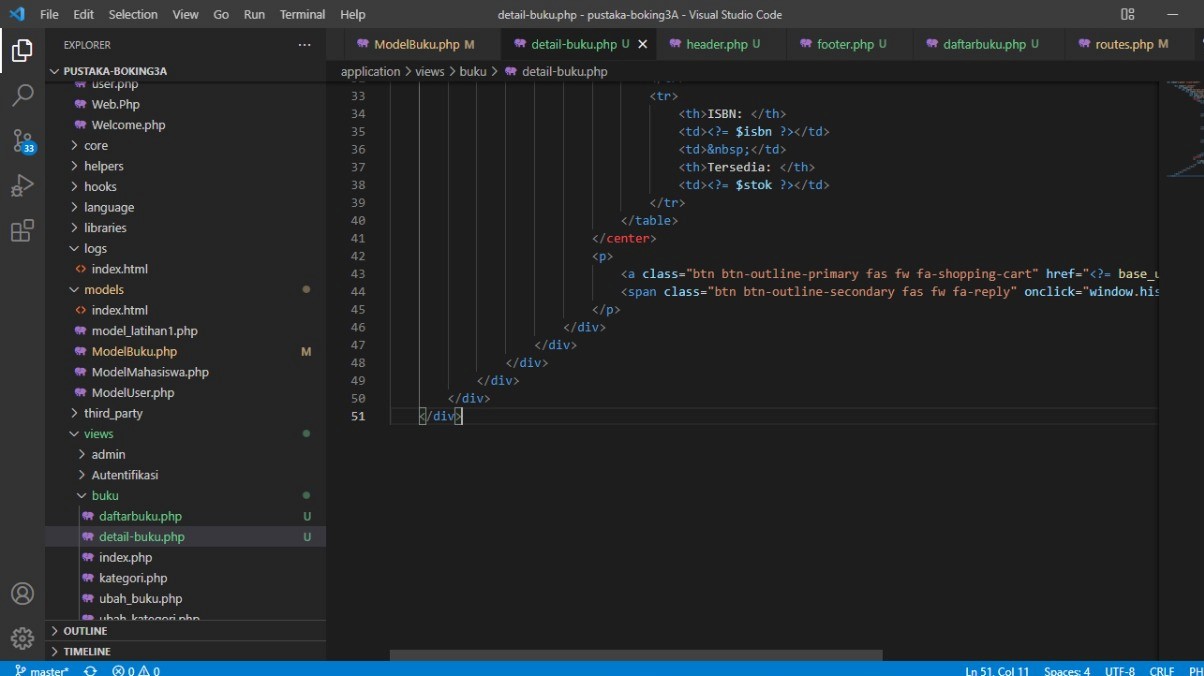 File Edit Selection View Go Run Terminal Help detail-buku.php - pustaka-boking3A - Visual Studio Code
EXPLORER
ModelBuku.php M detail-buku.php U header.php U footer.php U daftarbuku.php U routes.php M
PUSTAKA-BOKING3A
application > views > buku > detail-buku.php
user.php
Web.Php
Welcome.php
core
helpers
hooks
language
libraries
logs
index.html
models
index.html
model_latihan1.php
ModelBuku.php M
ModelMahasiswa.php
ModelUser.php
third_party
views
admin
Autentifikasi
buku
daftarbuku.php U
detail-buku.php U
index.php
kategori.php
ubah_buku.php
ubah_kategori.php
OUTLINE
TIMELINE
33
33 <tr>
34 <th>ISBN: </th>
35 <td><?= $isbn ?></td>
36 <td>&nbsp;</td>
37 <th>Tersedia: </th>
38 <td><?= $stok ?></td>
39 </tr>
40 </table>
41 </center>
42 <p>
43 <a class="btn btn-outline-primary fas fw fa-shopping-cart" href="<?= base_u
44 <span class="btn btn-outline-secondary fas fw fa-reply" onclick="window.his
45 </p>
46 </div>
47 </div>
48 </div>
49 </div>
50 </div>
51 </div>
master* 0 0 Ln 51, Col 11 Spaces: 4 UTF-8 CRLF PH